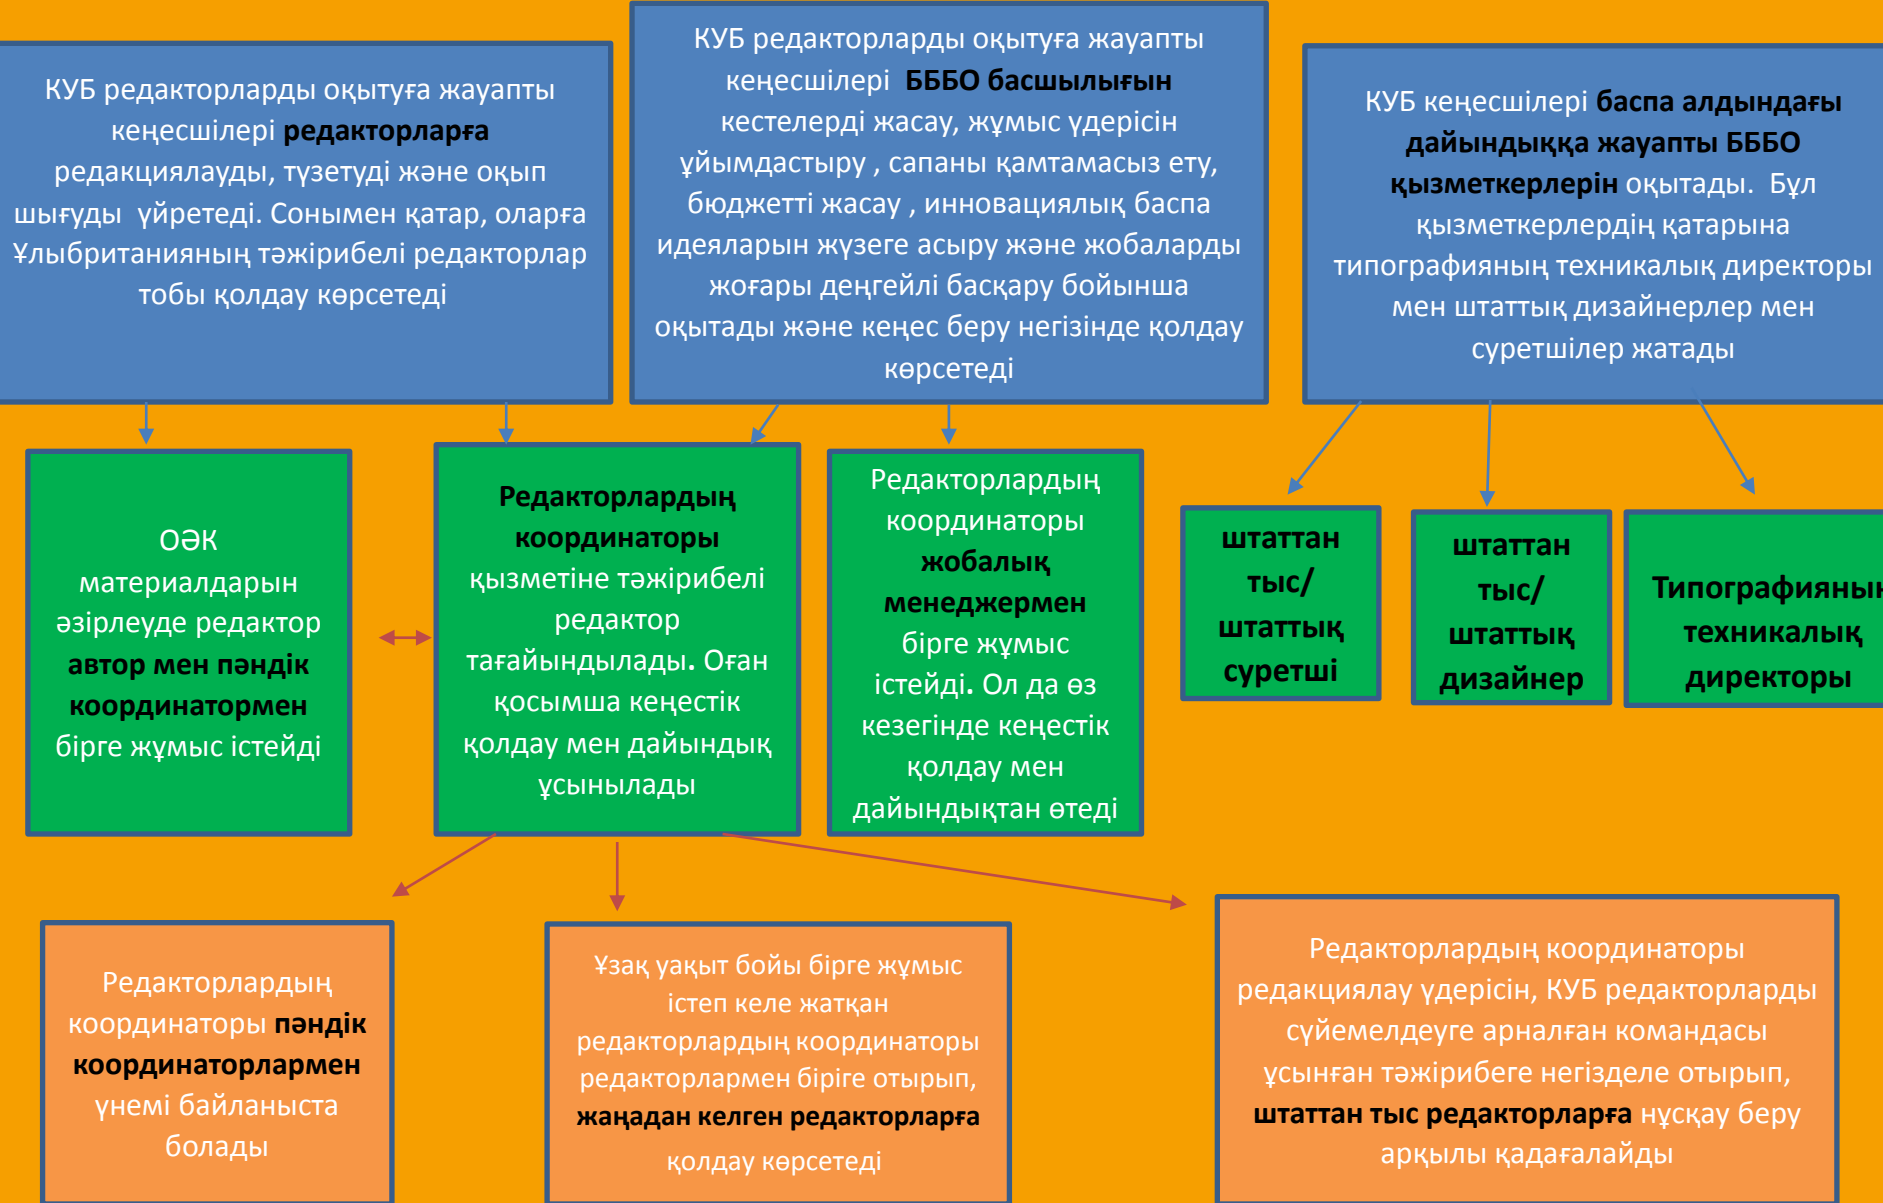 КУБ редакторларды оқытуға жауапты
кеңесшілері редакторларға
редакциялауды, түзетуді және оқып
шығуды үйретеді. Сонымен қатар, оларға
Ұлыбританияның тәжірибелі редакторлар
тобы қолдау көрсетеді
КУБ редакторларды оқытуға жауапты
кеңесшілері БББО басшылығын
кестелерді жасау, жұмыс үдерісін
ұйымдастыру , сапаны қамтамасыз ету,
бюджетті жасау , инновациялық баспа
идеяларын жүзеге асыру және жобаларды
жоғары деңгейлі басқару бойынша
оқытады және кеңес беру негізінде қолдау
көрсетеді
КУБ кеңесшілері баспа алдындағы
дайындыққа жауапты БББО
қызметкерлерін оқытады. Бұл
қызметкерлердің қатарына
типографияның техникалық директоры
мен штаттық дизайнерлер мен
суретшілер жатады
ОӘК
материалдарын
әзірлеуде редактор
автор мен пәндік
координатормен
бірге жұмыс істейді
Редакторлардың
координаторы
қызметіне тәжірибелі
редактор
тағайындылады. Оған
қосымша кеңестік
қолдау мен дайындық
ұсынылады
Редакторлардың
координаторы
жобалық
менеджермен
бірге жұмыс
істейді. Ол да өз
кезегінде кеңестік
қолдау мен
дайындықтан өтеді
штаттан
тыс/
штаттық
суретші
штаттан
тыс/
штаттық
дизайнер
Типографияның
техникалық
директоры
Редакторлардың
координаторы пәндік
координаторлармен
үнемі байланыста
болады
Ұзақ уақыт бойы бірге жұмыс
істеп келе жатқан
редакторлардың координаторы
редакторлармен біріге отырып,
жаңадан келген редакторларға
қолдау көрсетеді
Редакторлардың координаторы
редакциялау үдерісін, КУБ редакторларды
сүйемелдеуге арналған командасы
ұсынған тәжірибеге негізделе отырып,
штаттан тыс редакторларға нұсқау беру
арқылы қадағалайды